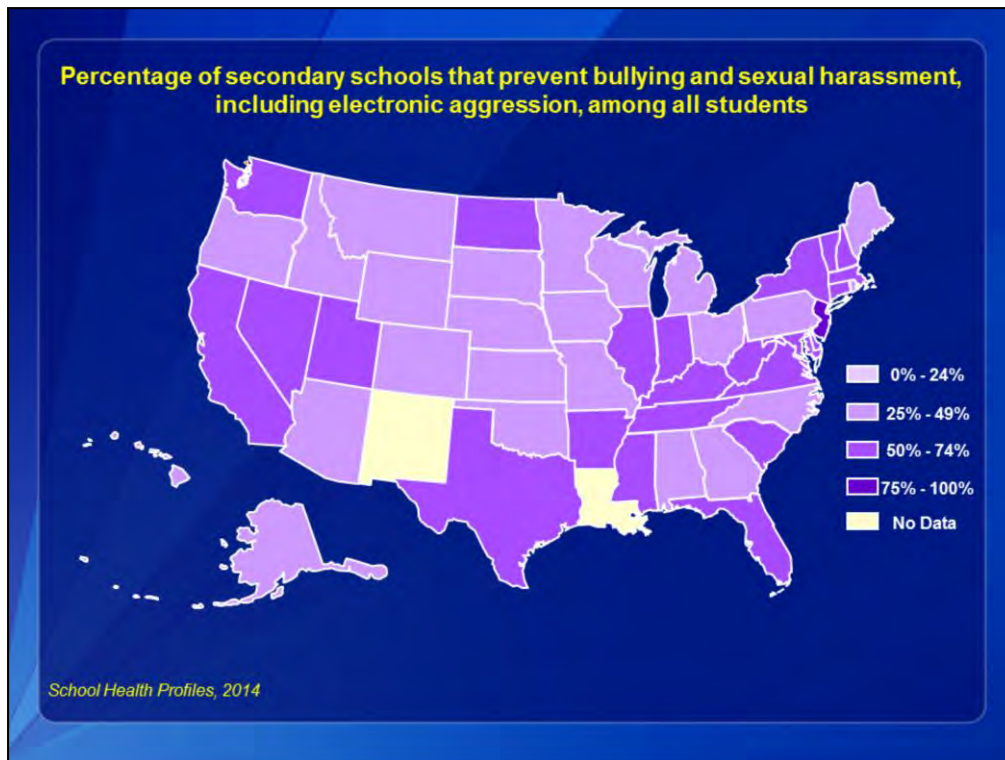 Percentage of secondary schools that prevent bullying and sexual harassment,
including electronic aggression, among all students
0% - 24%
25% - 49%
50% - 74%
75% - 100%
No Data
School Health Profiles, 2014